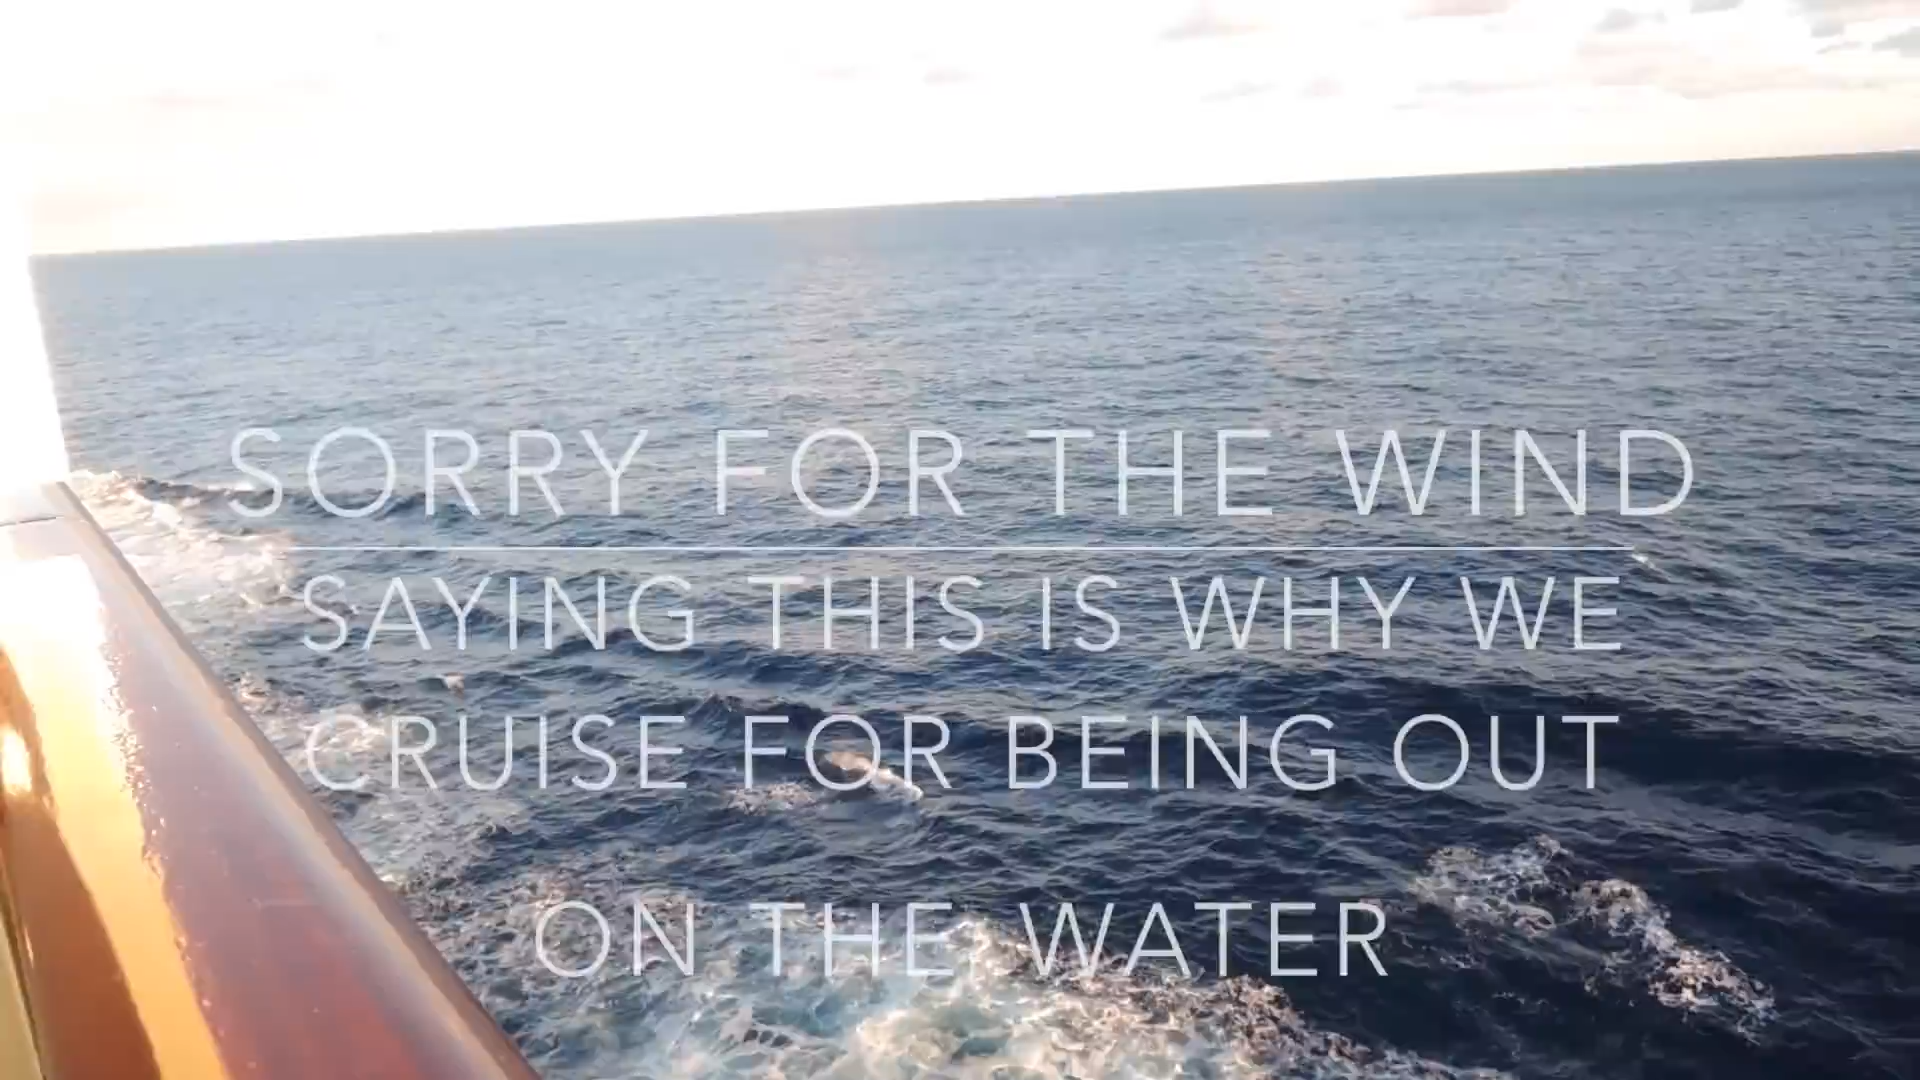 SORRY FOR THE WIND
SAYING THIS IS WHY WE
CRUISE FOR BEING OUT
ON THE WATER